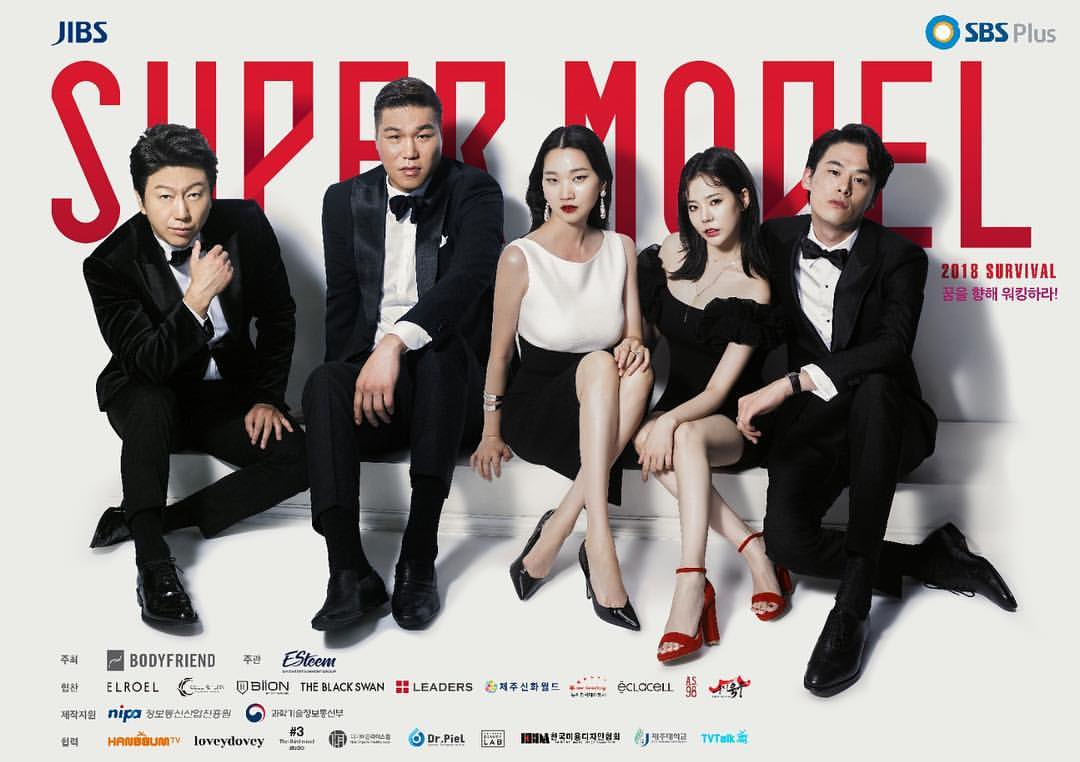 JIBS
SBS Plus
SUPER MODEL
2018 SURVIVAL
꿈을 향해 워킹하라!
주최 BODYFRIEND 주관 ESteem
협찬 ELROEL BIION THE BLACK SWAN LEADERS 제주신화월드 éCLACELL AS 98
제작지원 nipa 정보통신산업진흥원 과학기술정보통신부
협력 HANBBUMTV loveydovey #3 Dr.PieL LAB 한국미용디자인협회 제주대학교 TVTalk